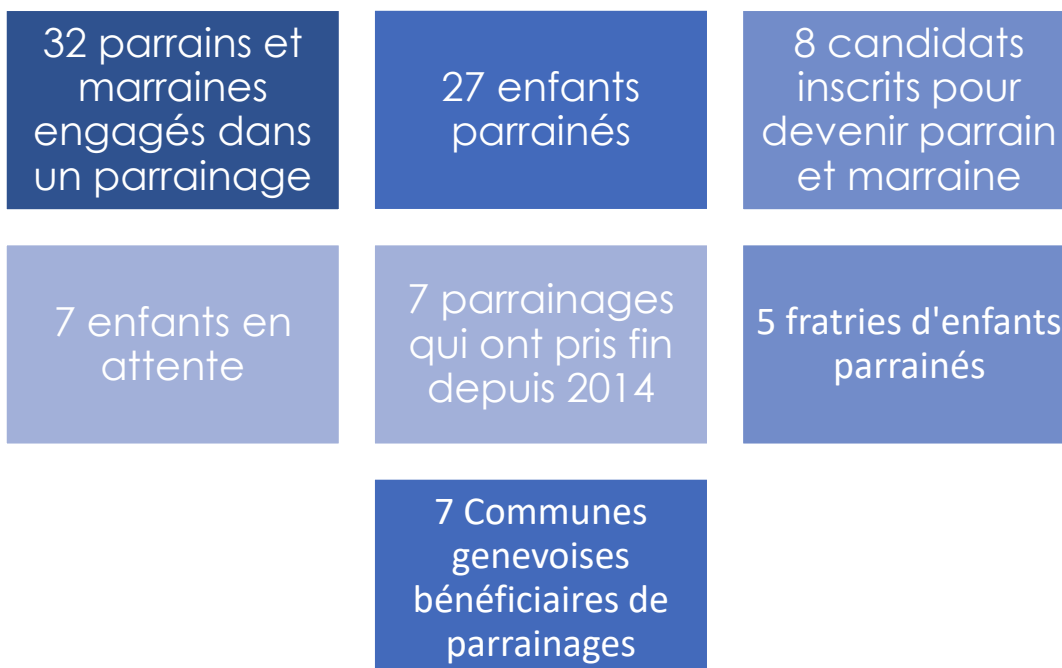 32 parrains et
marraines
engagés dans
un parrainage
27 enfants
parrainés
8 candidats
inscrits pour
devenir parrain
et marraine
7 enfants en
attente
7 parrainages
qui ont pris fin
depuis 2014
5 fratries d'enfants
parrainés
7 Communes
genevoises
bénéficiaires de
parrainages